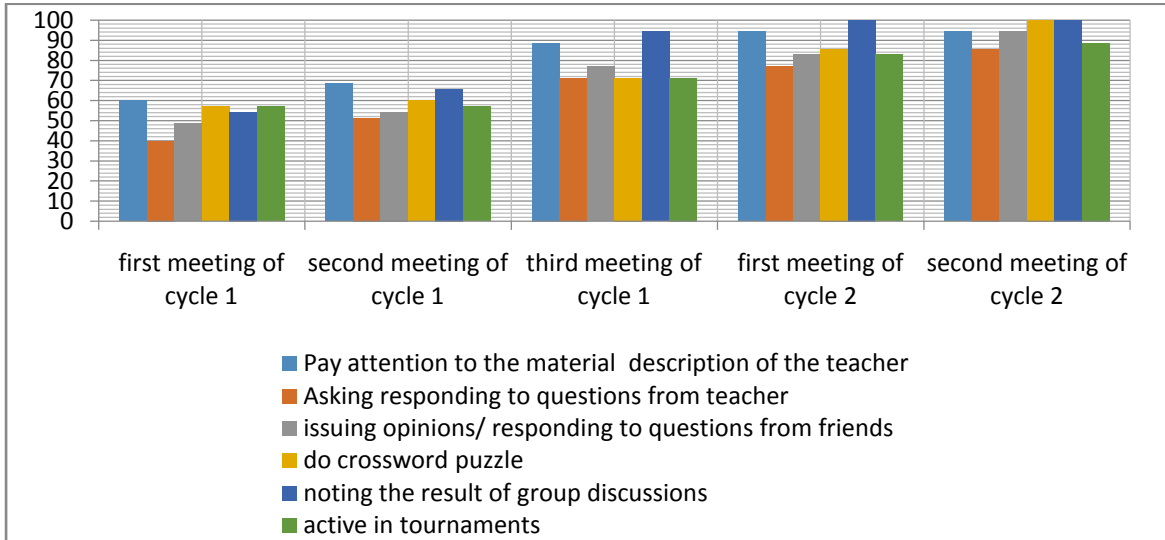 100
90
80
70
60
50
40
30
20
10
0
first meeting of cycle 1
second meeting of cycle 1
third meeting of cycle 1
first meeting of cycle 2
second meeting of cycle 2
Pay attention to the material  description of the teacher
Asking responding to questions from teacher
issuing opinions/ responding to questions from friends
do crossword puzzle
noting the result of group discussions
active in tournaments